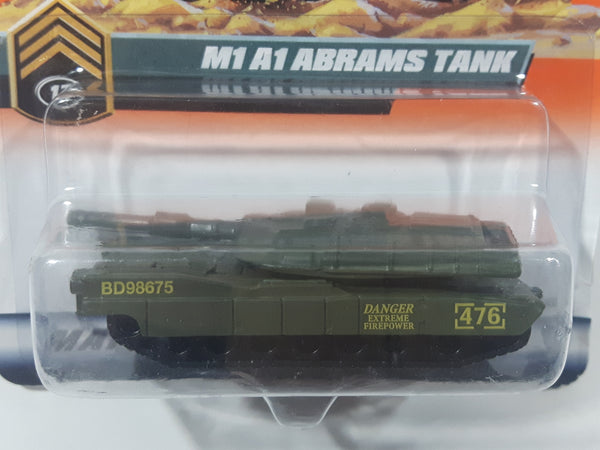 M1 A1 ABRAMS TANK
BD98675
DANGER
EXTREME
FIREPOWER
476